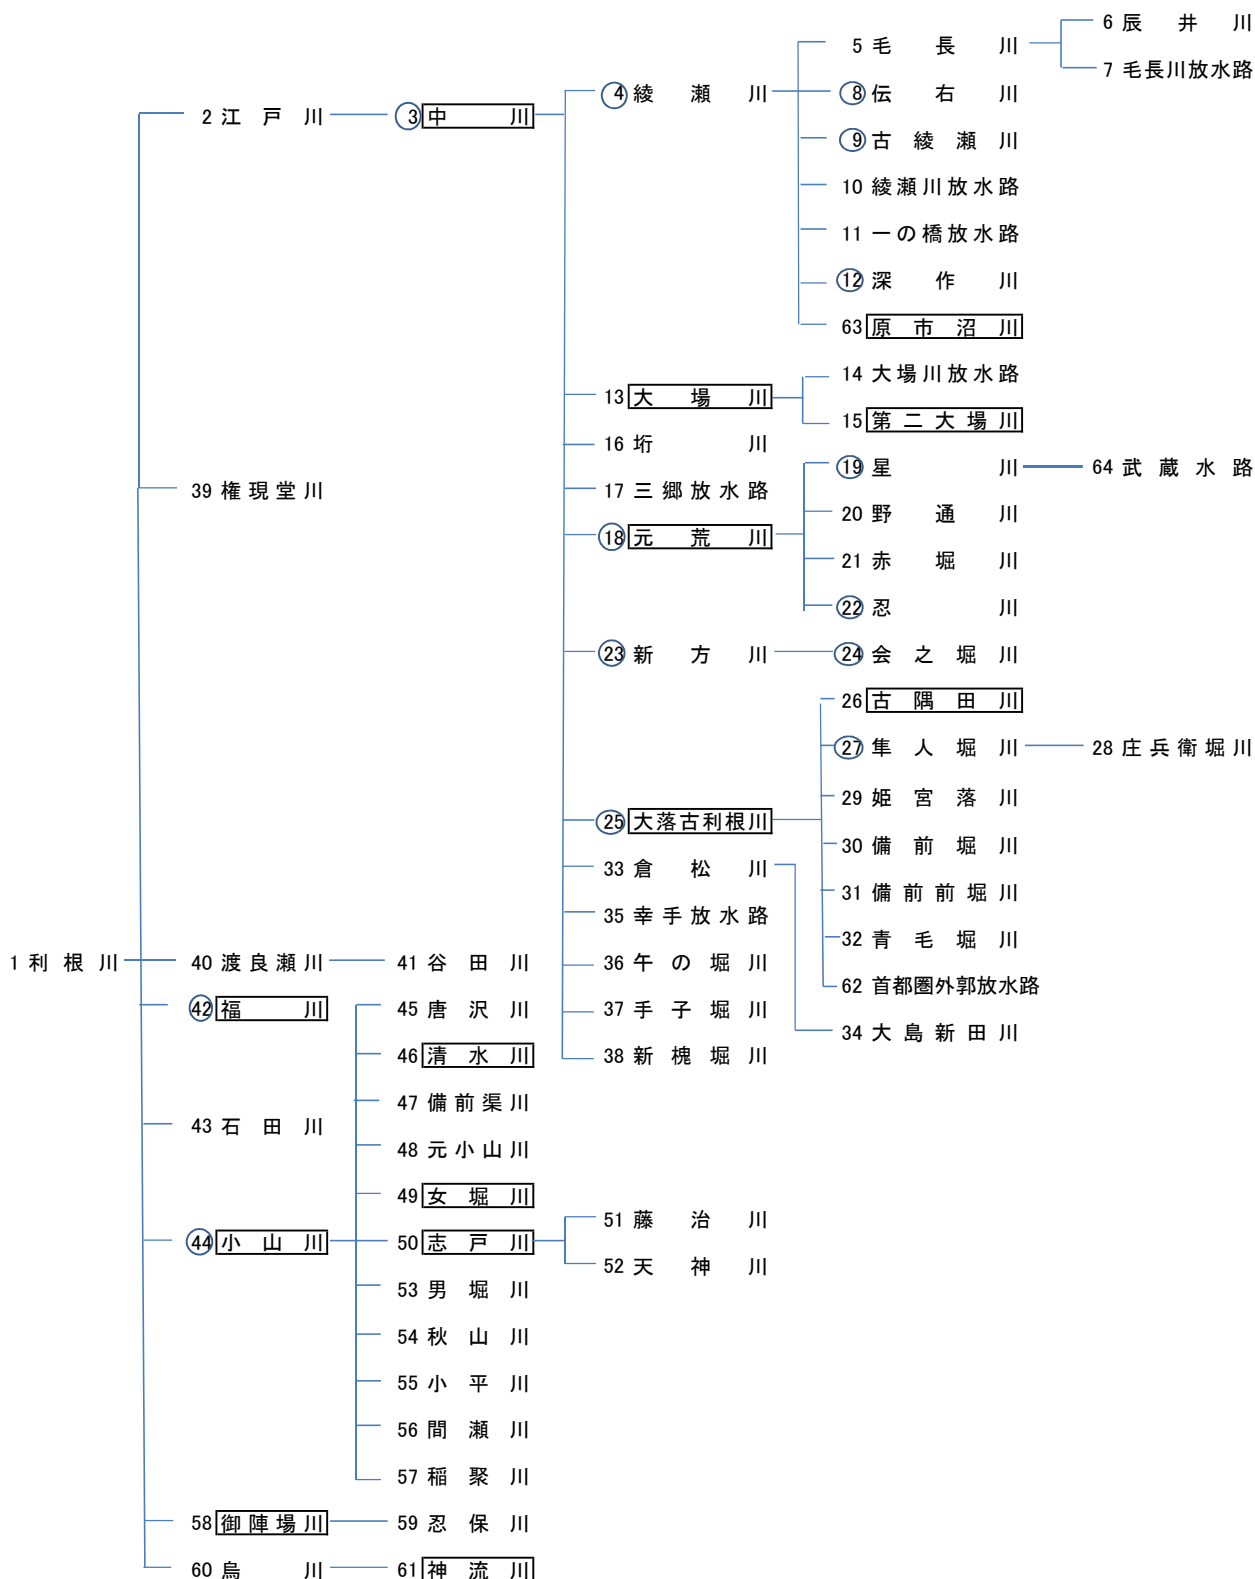 6 辰井川
5 毛長川
7 毛長川放水路
4 綾瀬川
8 伝右川
2 江戸川
3 中川
9 古綾瀬川
10 綾瀬川放水路
11 一の橋放水路
12 深作川
63 原市沼川
14 大場川放水路
13 大場川
15 第二大場川
16 垳川
19 星川
64 武蔵水路
39 権現堂川
17 三郷放水路
20 野通川
18 元荒川
21 赤堀川
22 忍川
23 新方川
24 会之堀川
26 古隅田川
27 隼人堀川
28 庄兵衛堀川
29 姫宮落川
25 大落古利根川
30 備前堀川
33 倉松川
31 備前前堀川
35 幸手放水路
32 青毛堀川
1 利根川
40 渡良瀬川
41 谷田川
36 午の堀川
62 首都圏外郭放水路
42 福川
45 唐沢川
37 手子堀川
34 大島新田川
46 清水川
38 新槐堀川
47 備前渠川
43 石田川
48 元小山川
49 女堀川
51 藤治川
44 小山川
50 志戸川
52 天神川
53 男堀川
54 秋山川
55 小平川
56 間瀬川
57 稲聚川
58 御陣場川
59 忍保川
60 烏川
61 神流川